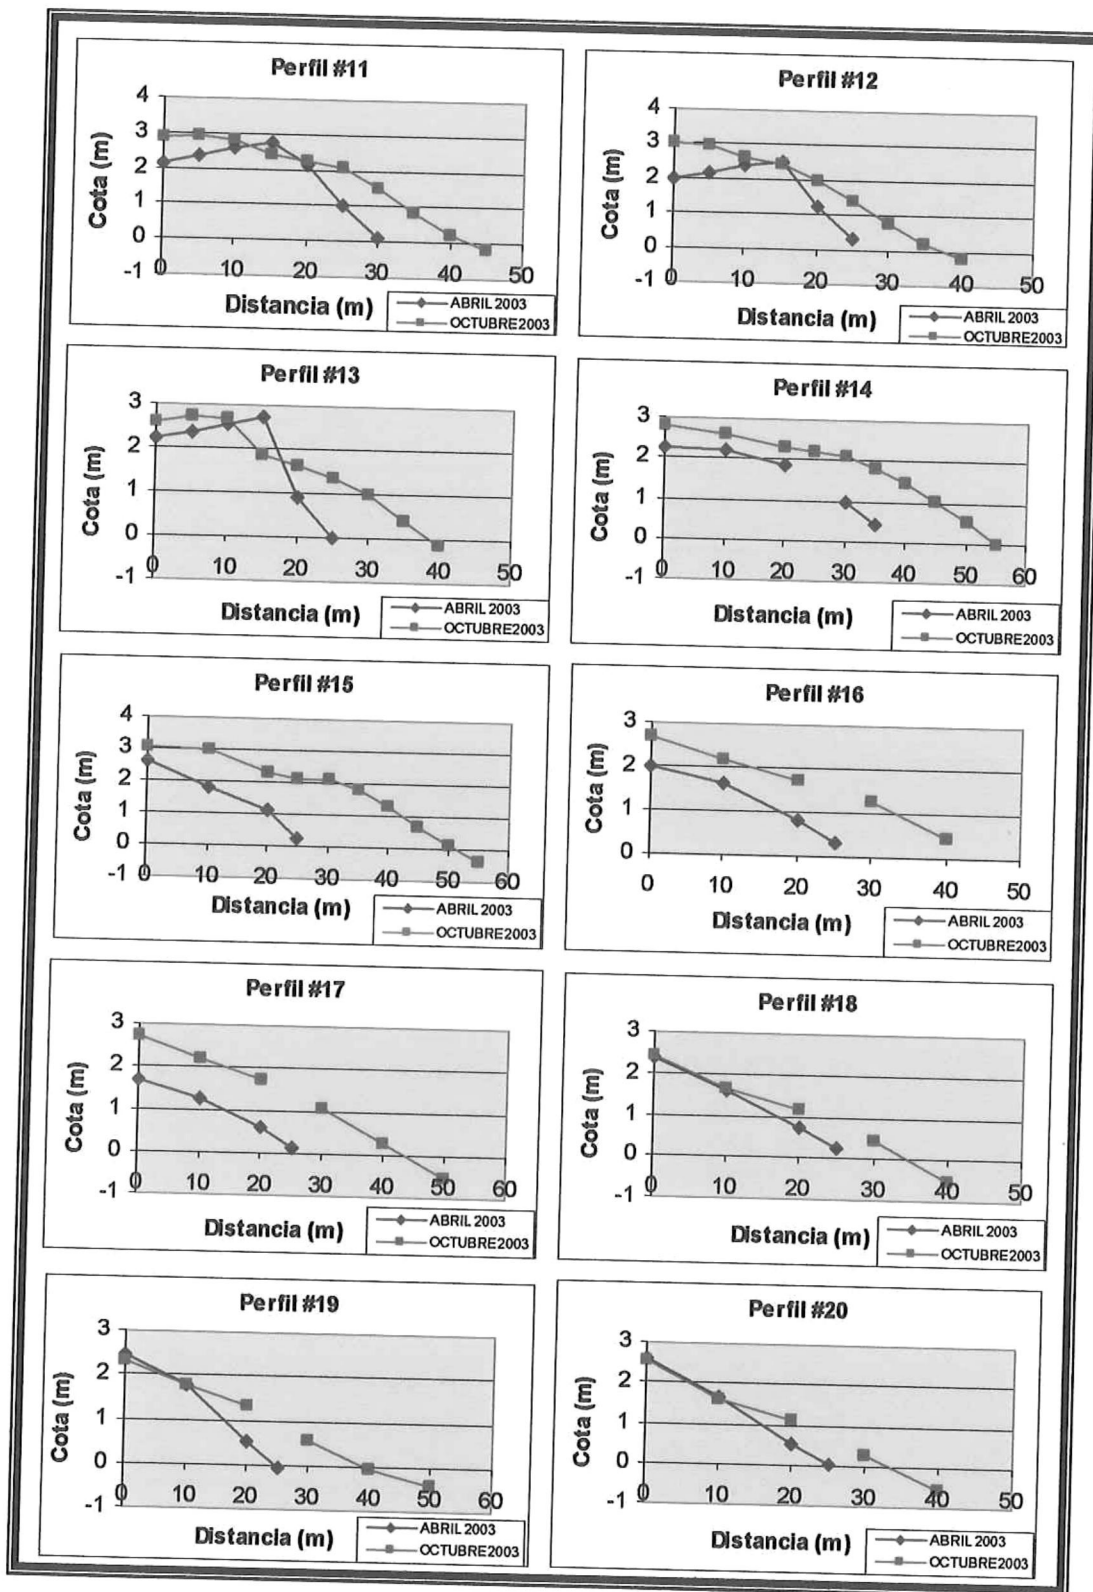 Perfil #11
4
3
2
1
0
-1
Cota (m)
0 10 20 30 40 50
Distancia (m)
ABRIL 2003
OCTUBRE2003
Perfil #12
4
3
2
1
0
-1
Cota (m)
0 10 20 30 40 50
Distancia (m)
ABRIL 2003
OCTUBRE2003
Perfil #13
3
2
1
0
-1
Cota (m)
0 10 20 30 40 50
Distancia (m)
ABRIL 2003
OCTUBRE2003
Perfil #14
3
2
1
0
-1
Cota (m)
0 10 20 30 40 50 60
Distancia (m)
ABRIL 2003
OCTUBRE2003
Perfil #15
4
3
2
1
0
-1
Cota (m)
0 10 20 30 40 50 60
Distancia (m)
ABRIL 2003
OCTUBRE2003
Perfil #16
3
2
1
0
Cota (m)
0 10 20 30 40 50
Distancia (m)
ABRIL 2003
OCTUBRE2003
Perfil #17
3
2
1
0
-1
Cota (m)
0 10 20 30 40 50 60
Distancia (m)
ABRIL 2003
OCTUBRE2003
Perfil #18
3
2
1
0
-1
Cota (m)
0 10 20 30 40 50
Distancia (m)
ABRIL 2003
OCTUBRE2003
Perfil #19
3
2
1
0
-1
Cota (m)
0 10 20 30 40 50 60
Distancia (m)
ABRIL 2003
OCTUBRE2003
Perfil #20
3
2
1
0
-1
Cota (m)
0 10 20 30 40 50
Distancia (m)
ABRIL 2003
OCTUBRE2003